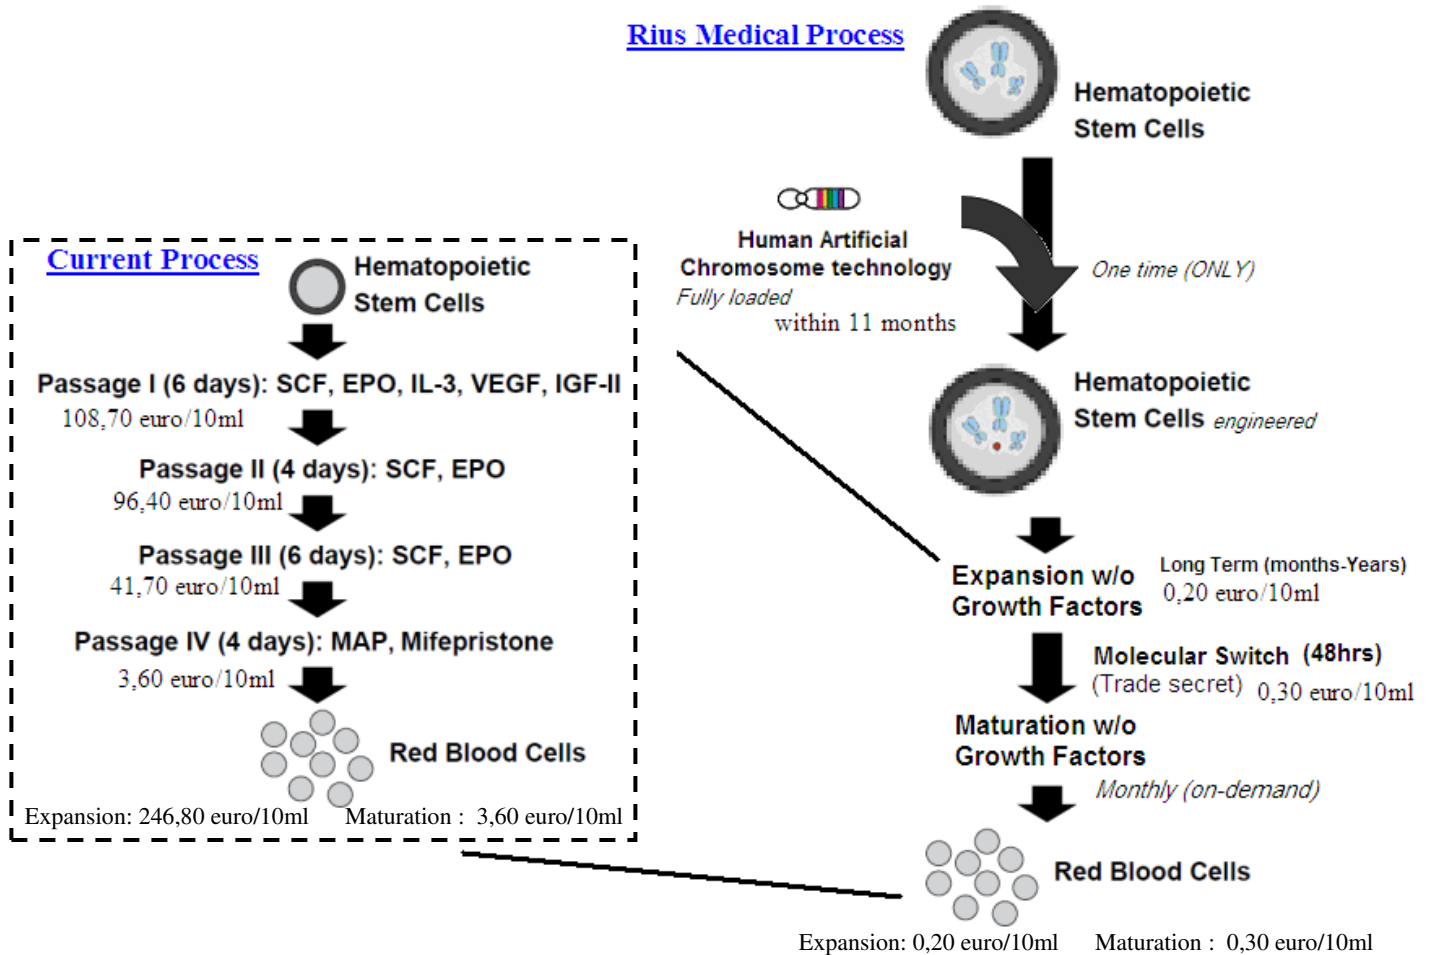 Rius Medical Process
Hematopoietic
Stem Cells
Human Artificial
Chromosome technology
Fully loaded
within 11 months
One time (ONLY)
Hematopoietic
Stem Cells engineered
Expansion w/o
Growth Factors
Long Term (months-Years)
0,20 euro/10ml
Molecular Switch (48hrs)
(Trade secret) 0,30 euro/10ml
Maturation w/o
Growth Factors
Monthly (on-demand)
Red Blood Cells
Expansion: 0,20 euro/10ml Maturation : 0,30 euro/10ml
Current Process
Hematopoietic
Stem Cells
Passage I (6 days): SCF, EPO, IL-3, VEGF, IGF-II
108,70 euro/10ml
Passage II (4 days): SCF, EPO
96,40 euro/10ml
Passage III (6 days): SCF, EPO
41,70 euro/10ml
Passage IV (4 days): MAP, Mifepristone
3,60 euro/10ml
Red Blood Cells
Expansion: 246,80 euro/10ml Maturation : 3,60 euro/10ml